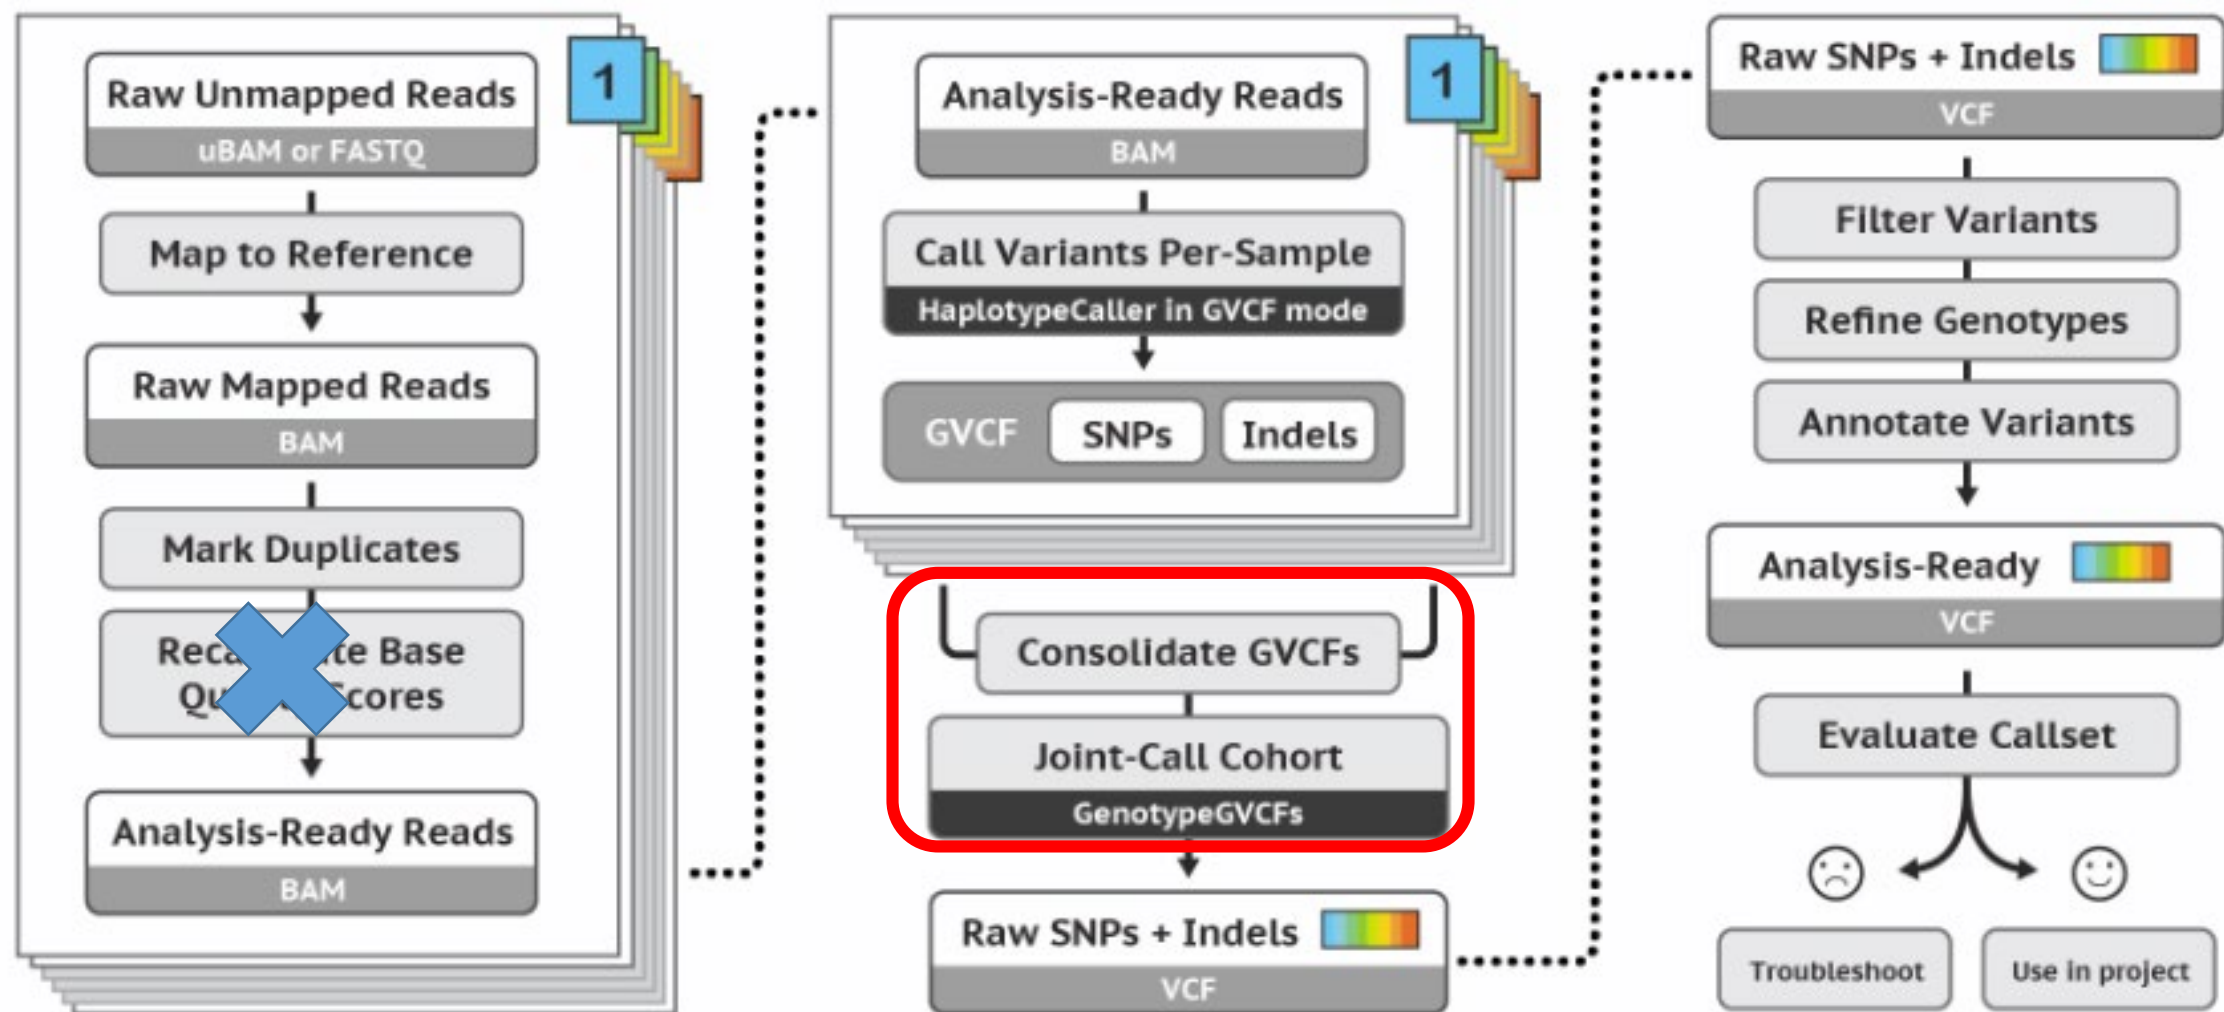 1
Raw Unmapped Reads
uBAM or FASTQ
Map to Reference
Raw Mapped Reads
BAM
Mark Duplicates
Base
cores
Analysis-Ready Reads
BAM
1
Analysis-Ready Reads
BAM
Call Variants Per-Sample
HaplotypeCaller in GVCF mode
GVCF SNPs Indels
Consolidate GVCFs
Joint-Call Cohort
GenotypeGVCFs
Raw SNPs + Indels
VCF
Raw SNPs + Indels
VCF
Filter Variants
Refine Genotypes
Annotate Variants
Analysis-Ready
VCF
Evaluate Callset
Troubleshoot
Use in project